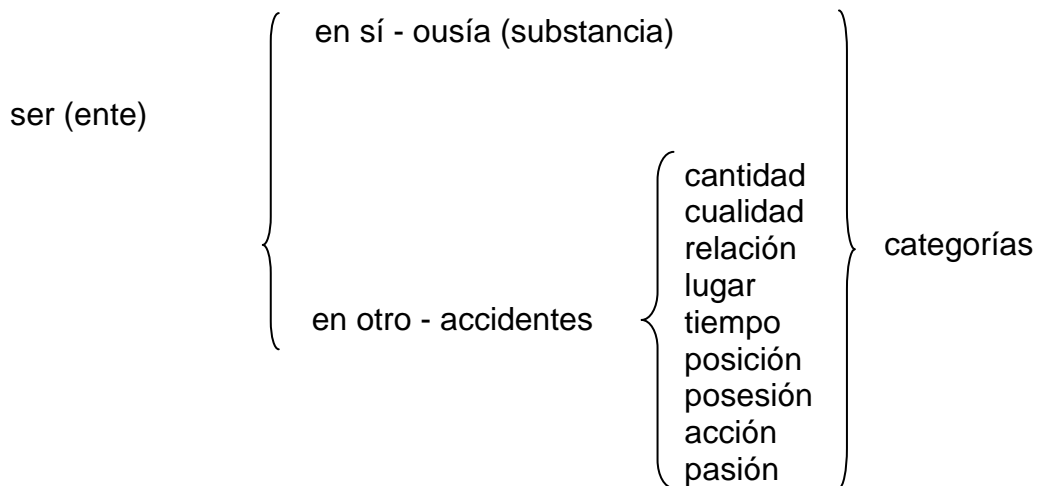 en sí - ousía (substancia)
ser (ente)
cantidad
cualidad
relación
categorías
lugar
en otro - accidentes
tiempo
posición
posesión
acción
pasión